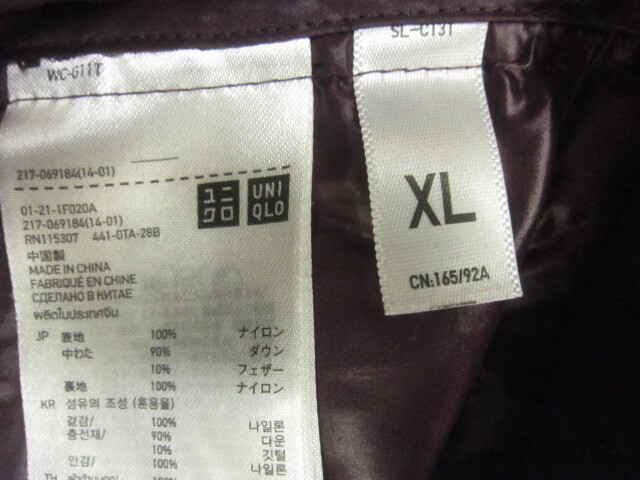 WC-G11T
217-069184(14-01)
01-21-1F020A
217-069184(14-01)
RN115307 441-0TA-28B
ユニ
クロ
UNI
QLO
中国製
MADE IN CHINA
FABRIQUÉ EN CHINE
СДЕЛАНО В КИТАЕ
ผลิตในประเทศจีน
JP 表地 100% ナイロン
中わた 90% ダウン
10% フェザー
裏地 100% ナイロン
KR 섬유의 조성 (혼용율)
겉감/ 100% 나일론
충전재/ 90% 다운
10% 깃털
안감/ 100% 나일론
TH
SL-C13T
XL
CN:165/92A